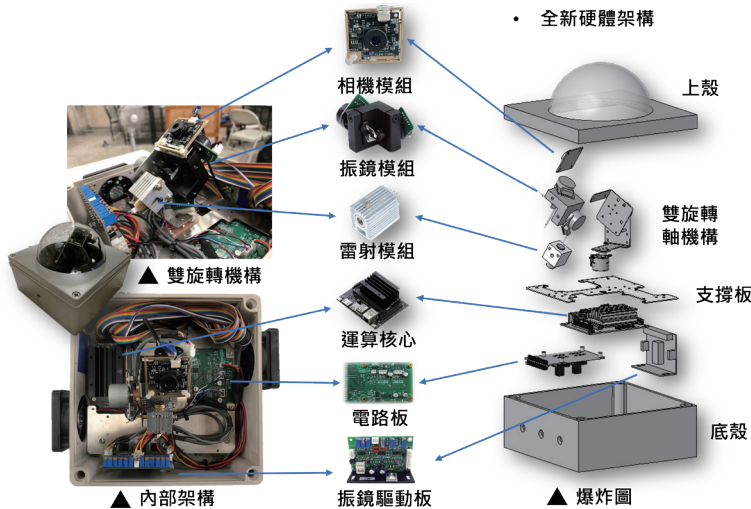 • 全新硬體架構
相機模組
上殼
振鏡模組
雙旋轉
軸機構
雷射模組
▲ 雙旋轉機構
支撐板
運算核心
電路板
底殼
振鏡驅動板
▲ 內部架構
▲ 爆炸圖